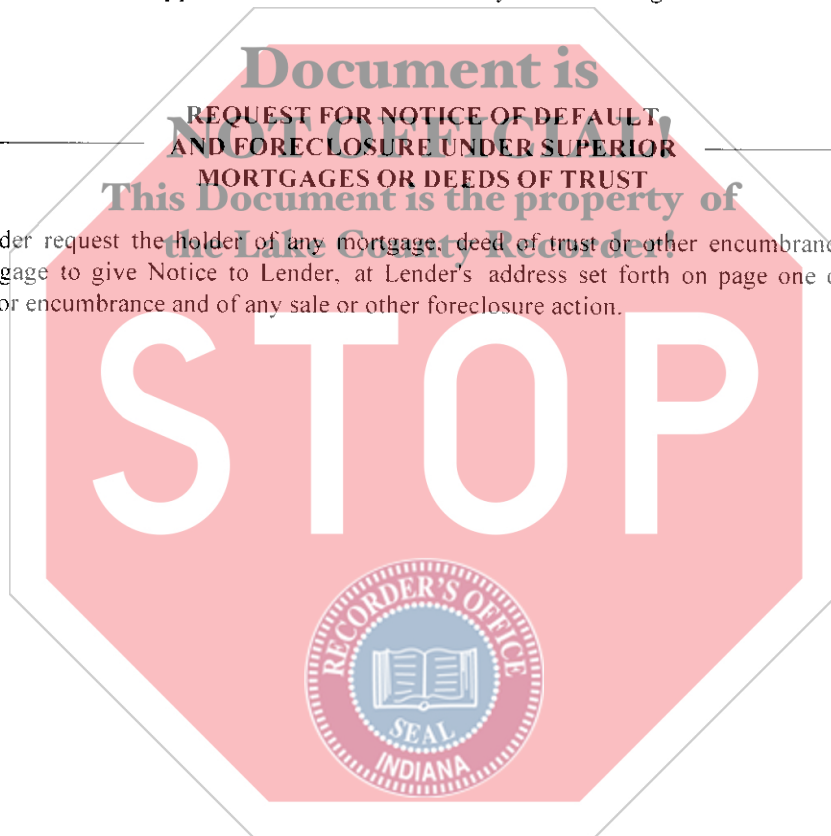 Document is
REQUEST FOR NOTICE OF DEFAULT
NOT OFFICIAL!
AND FORECLOSURE UNDER SUPERIOR
MORTGAGES OR DEEDS OF TRUST
This Document is the property of
der request the holder of any mortgage, deed of trust or other encumbranc
the Lake County Recorder!
gage to give Notice to Lender, at Lender's address set forth on page one
or encumbrance and of any sale or other foreclosure action.
STOP
RECORDER'S OFFICE
SEAL
INDIANA